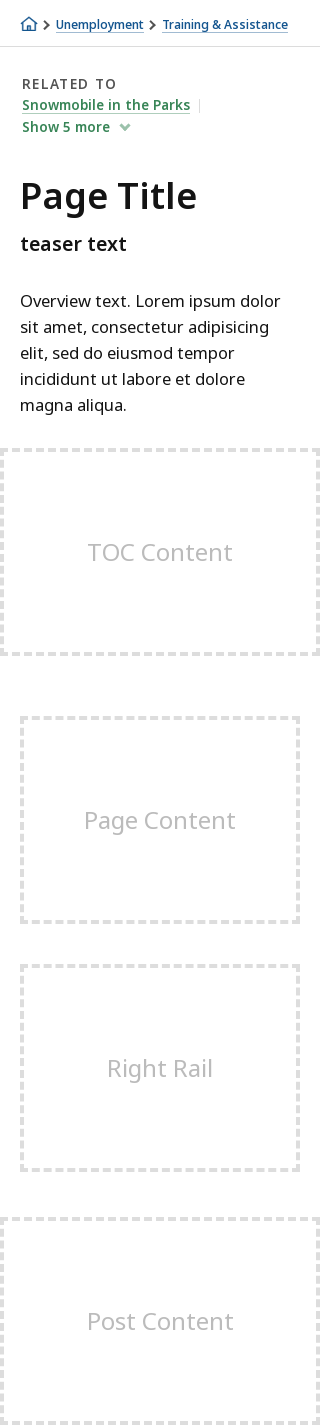 Unemployment Training & Assistance
RELATED TO
Snowmobile in the Parks
Show 5 more
Page Title
teaser text
Overview text. Lorem ipsum dolor
sit amet, consectetur adipisicing
elit, sed do eiusmod tempor
incididunt ut labore et dolore
magna aliqua.
TOC Content
Page Content
Right Rail
Post Content